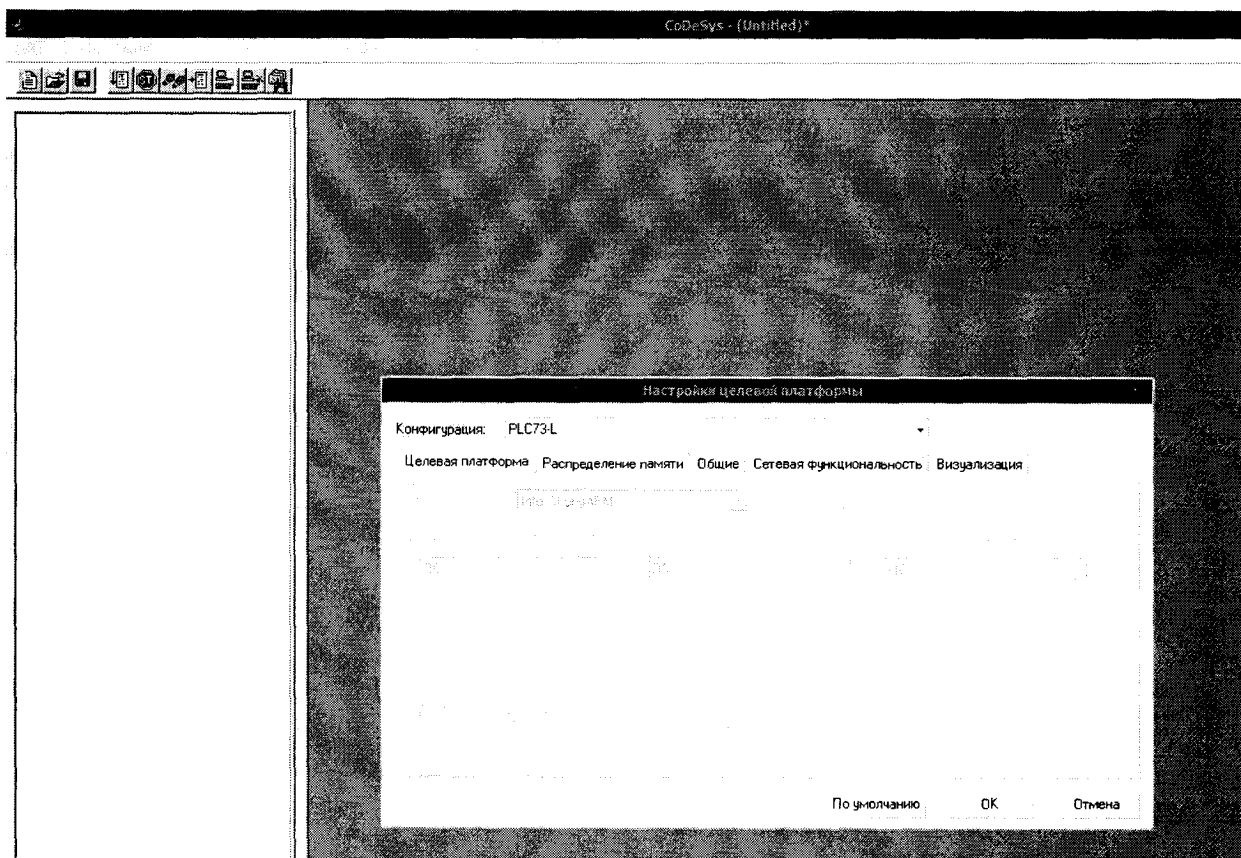 CoDeSys - (Untitled)*
Настройки целевой платформы
Конфигурация: PLC73-L
Целевая платформа Распределение памяти Общие Сетевая функциональность Визуализация
По умолчанию OK Отмена